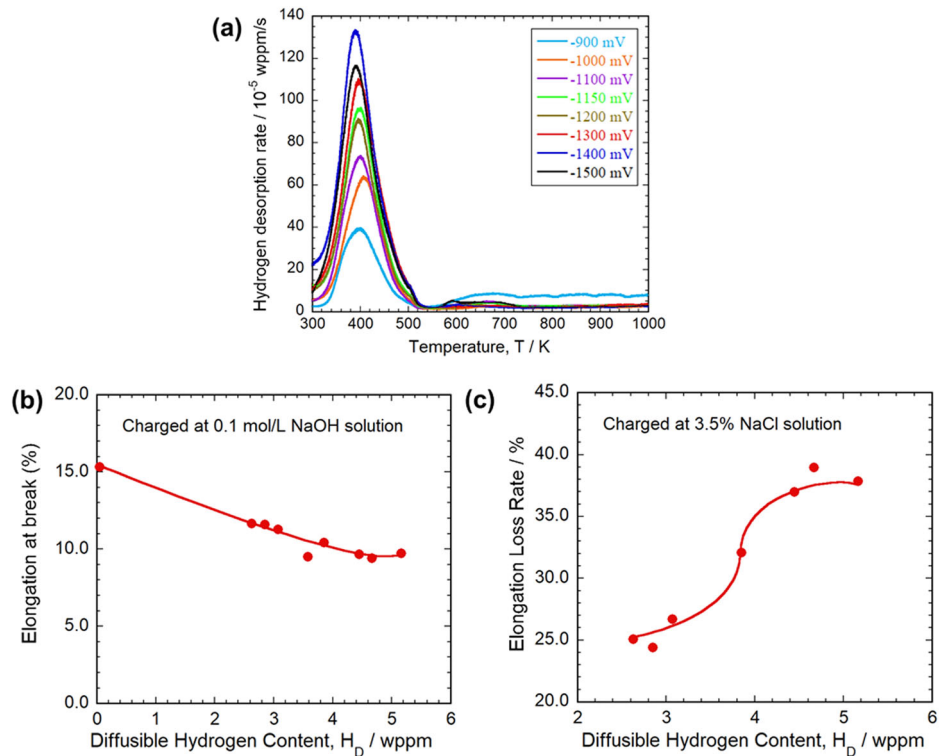 (a)
Hydrogen desorption rate / 10⁻⁵ wppm/s
140
120
100
80
60
40
20
0
-900 mV
-1000 mV
-1100 mV
-1150 mV
-1200 mV
-1300 mV
-1400 mV
-1500 mV
300 400 500 600 700 800 900 1000
Temperature, T / K
(b)
Elongation at break (%)
20.0
15.0
10.0
5.0
0.0
Charged at 0.1 mol/L NaOH solution
0 1 2 3 4 5 6
Diffusible Hydrogen Content, H_D / wppm
(c)
Elongation Loss Rate / %
45.0
40.0
35.0
30.0
25.0
20.0
Charged at 3.5% NaCl solution
2 3 4 5 6
Diffusible Hydrogen Content, H_D / wppm